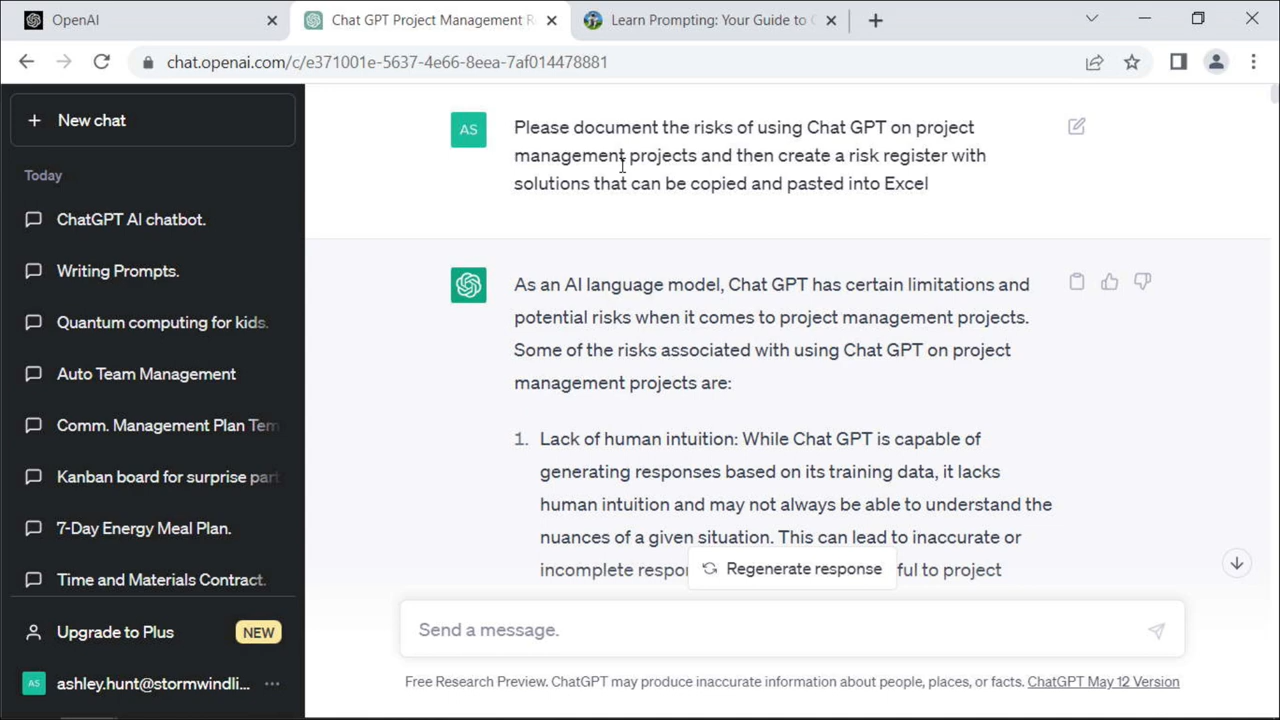 OpenAI
Chat GPT Project Management R
Learn Prompting: Your Guide to C
chat.openai.com/c/e371001e-5637-4e66-8eea-7af014478881
New chat
Today
ChatGPT AI chatbot.
Writing Prompts.
Quantum computing for kids.
Auto Team Management
Comm. Management Plan Tem
Kanban board for surprise part
7-Day Energy Meal Plan.
Time and Materials Contract.
Upgrade to Plus NEW
AS ashley.hunt@stormwindli...
AS
Please document the risks of using Chat GPT on project
management projects and then create a risk register with
solutions that can be copied and pasted into Excel
As an AI language model, Chat GPT has certain limitations and
potential risks when it comes to project management projects.
Some of the risks associated with using Chat GPT on project
management projects are:
1. Lack of human intuition: While Chat GPT is capable of
generating responses based on its training data, it lacks
human intuition and may not always be able to understand the
nuances of a given situation. This can lead to inaccurate or
incomplete respon ful to project
Regenerate response
Send a message.
Free Research Preview. ChatGPT may produce inaccurate information about people, places, or facts. ChatGPT May 12 Version